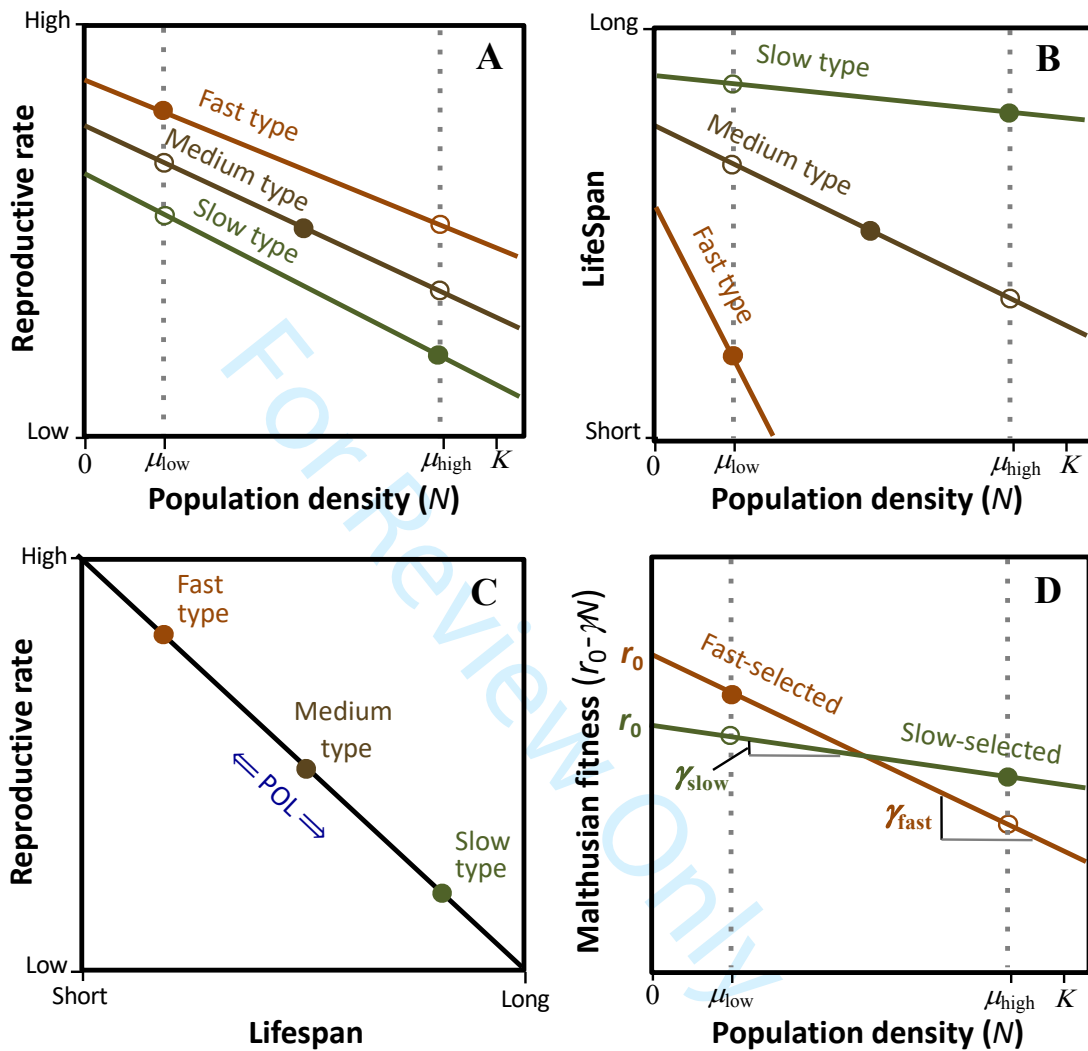 A
High
Reproductive rate
Low
Fast type
Medium type
Slow type
0
μlow
μhigh
K
Population density (N)
B
Long
LifeSpan
Short
Slow type
Medium type
Fast type
0
μlow
μhigh
K
Population density (N)
C
High
Reproductive rate
Low
Fast
type
Medium
type
⇐ POL ⇒
Slow
type
Short
Long
Lifespan
D
Malthusian fitness (r0-γN)
r0
r0
Fast-selected
Slow-selected
γslow
γfast
0
μlow
μhigh
K
Population density (N)
For Review Only